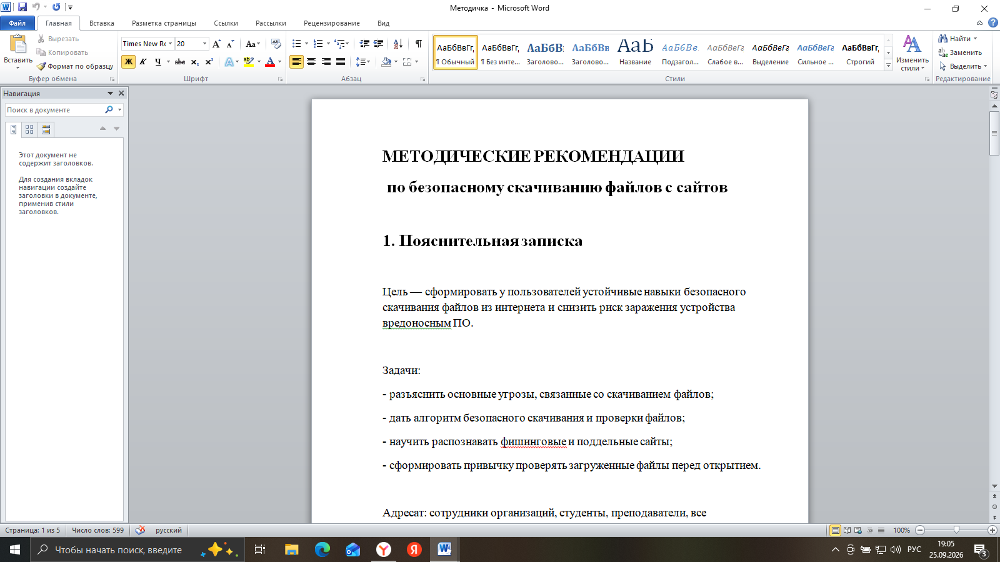 Методичка - Microsoft Word
Файл Главная Вставка Разметка страницы Ссылки Рассылки Рецензирование Вид
Вставить
Вырезать
Копировать
Формат по образцу
Буфер обмена
Times New Ro 20
Ж К Ч abc x₂ x²
Шрифт
Абзац
АаБбВвГг, АаБбВвГг, АаБбВ АаБбВв АаБ АаБбВв. АаБбВвГг АаБбВвГг АаБбВвГг АаБбВвГг,
¶ Обычный ¶ Без инте... Заголово... Заголово... Название Подзагол... Слабое в... Выделение Сильное ... Строгий
Стили
Изменить
стили
Найти
Заменить
Выделить
Редактирование
Навигация
Поиск в документе
Этот документ не
содержит заголовков.
Для создания вкладок
навигации создайте
заголовки в документе,
применив стили
заголовков.
МЕТОДИЧЕСКИЕ РЕКОМЕНДАЦИИ
по безопасному скачиванию файлов с сайтов
1. Пояснительная записка
Цель — сформировать у пользователей устойчивые навыки безопасного
скачивания файлов из интернета и снизить риск заражения устройства
вредоносным ПО.
Задачи:
- разъяснить основные угрозы, связанные со скачиванием файлов;
- дать алгоритм безопасного скачивания и проверки файлов;
- научить распознавать фишинговые и поддельные сайты;
- сформировать привычку проверять загруженные файлы перед открытием.
Адресат: сотрудники организаций, студенты, преподаватели, все
Страница: 1 из 5 Число слов: 599 русский 100%
Чтобы начать поиск, введите
РУС
19:05
25.09.2026
3